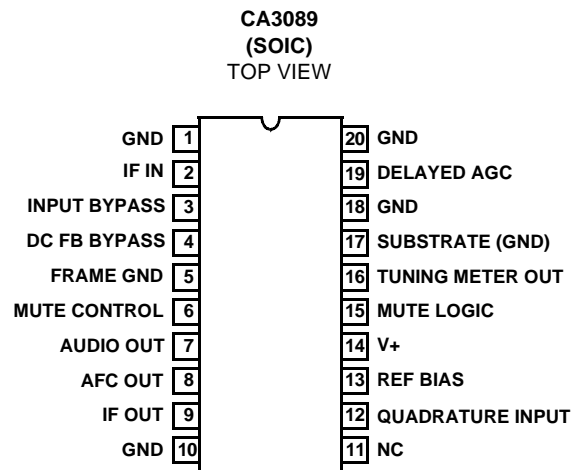 CA3089
(SOIC)
TOP VIEW
GND 1 20 GND
IF IN 2 19 DELAYED AGC
INPUT BYPASS 3 18 GND
DC FB BYPASS 4 17 SUBSTRATE (GND)
FRAME GND 5 16 TUNING METER OUT
MUTE CONTROL 6 15 MUTE LOGIC
AUDIO OUT 7 14 V+
AFC OUT 8 13 REF BIAS
IF OUT 9 12 QUADRATURE INPUT
GND 10 11 NC